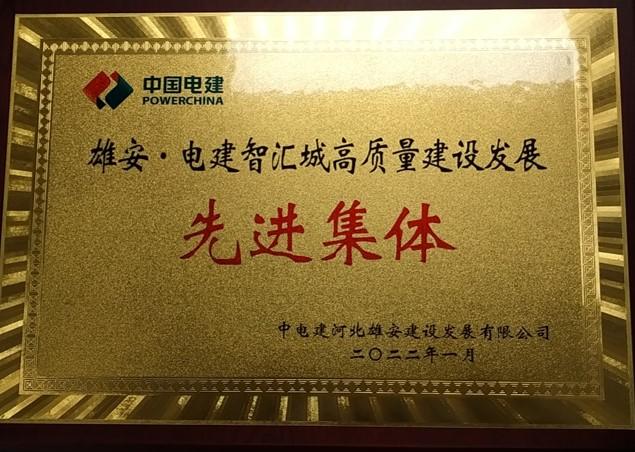 中国电建
POWERCHINA
雄安·电建智汇城高质量建设发展
先进集体
中电建河北雄安建设发展有限公司
二〇二二年一月